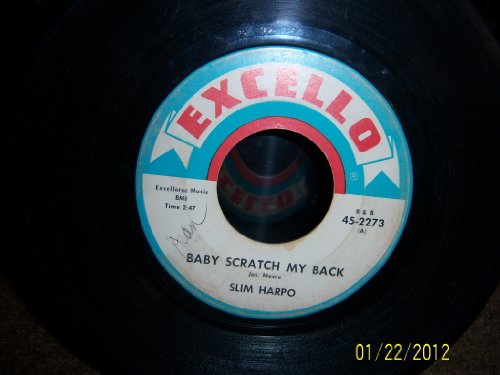 EXCELLO
®
Excellorec Music
BMI
Time 2:47
R & B
45-2273
(A)
BABY SCRATCH MY BACK
Jas. Moore
SLIM HARPO
01/22/2012